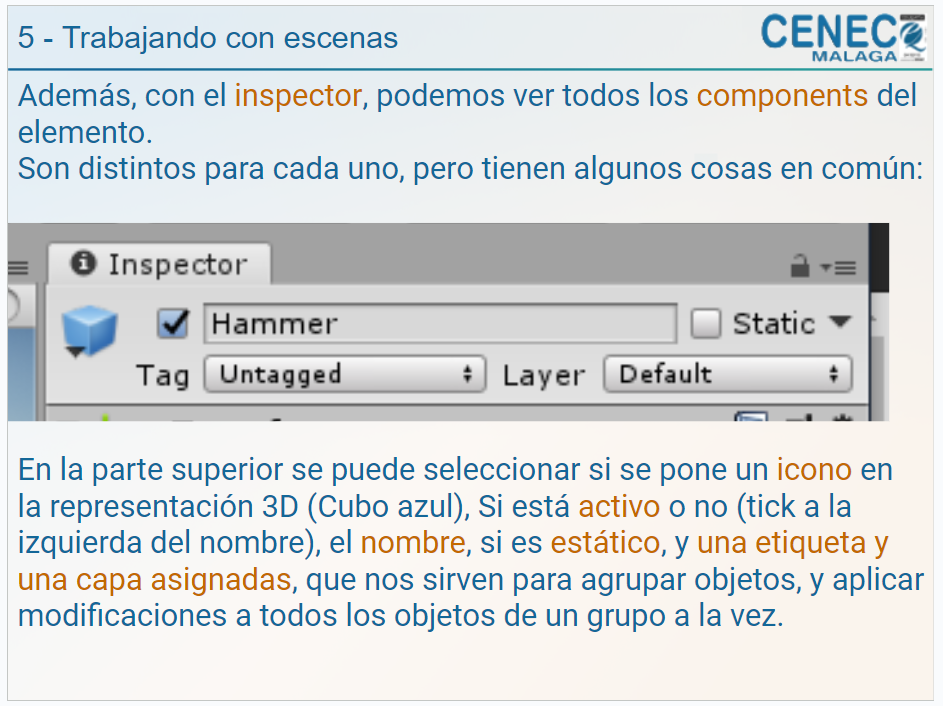 5 - Trabajando con escenas
CENEC
MALAGA
Además, con el inspector, podemos ver todos los components del
elemento.
Son distintos para cada uno, pero tienen algunos cosas en común:
Inspector
Hammer
Static
Tag Untagged Layer Default
En la parte superior se puede seleccionar si se pone un icono en
la representación 3D (Cubo azul), Si está activo o no (tick a la
izquierda del nombre), el nombre, si es estático, y una etiqueta y
una capa asignadas, que nos sirven para agrupar objetos, y aplicar
modificaciones a todos los objetos de un grupo a la vez.